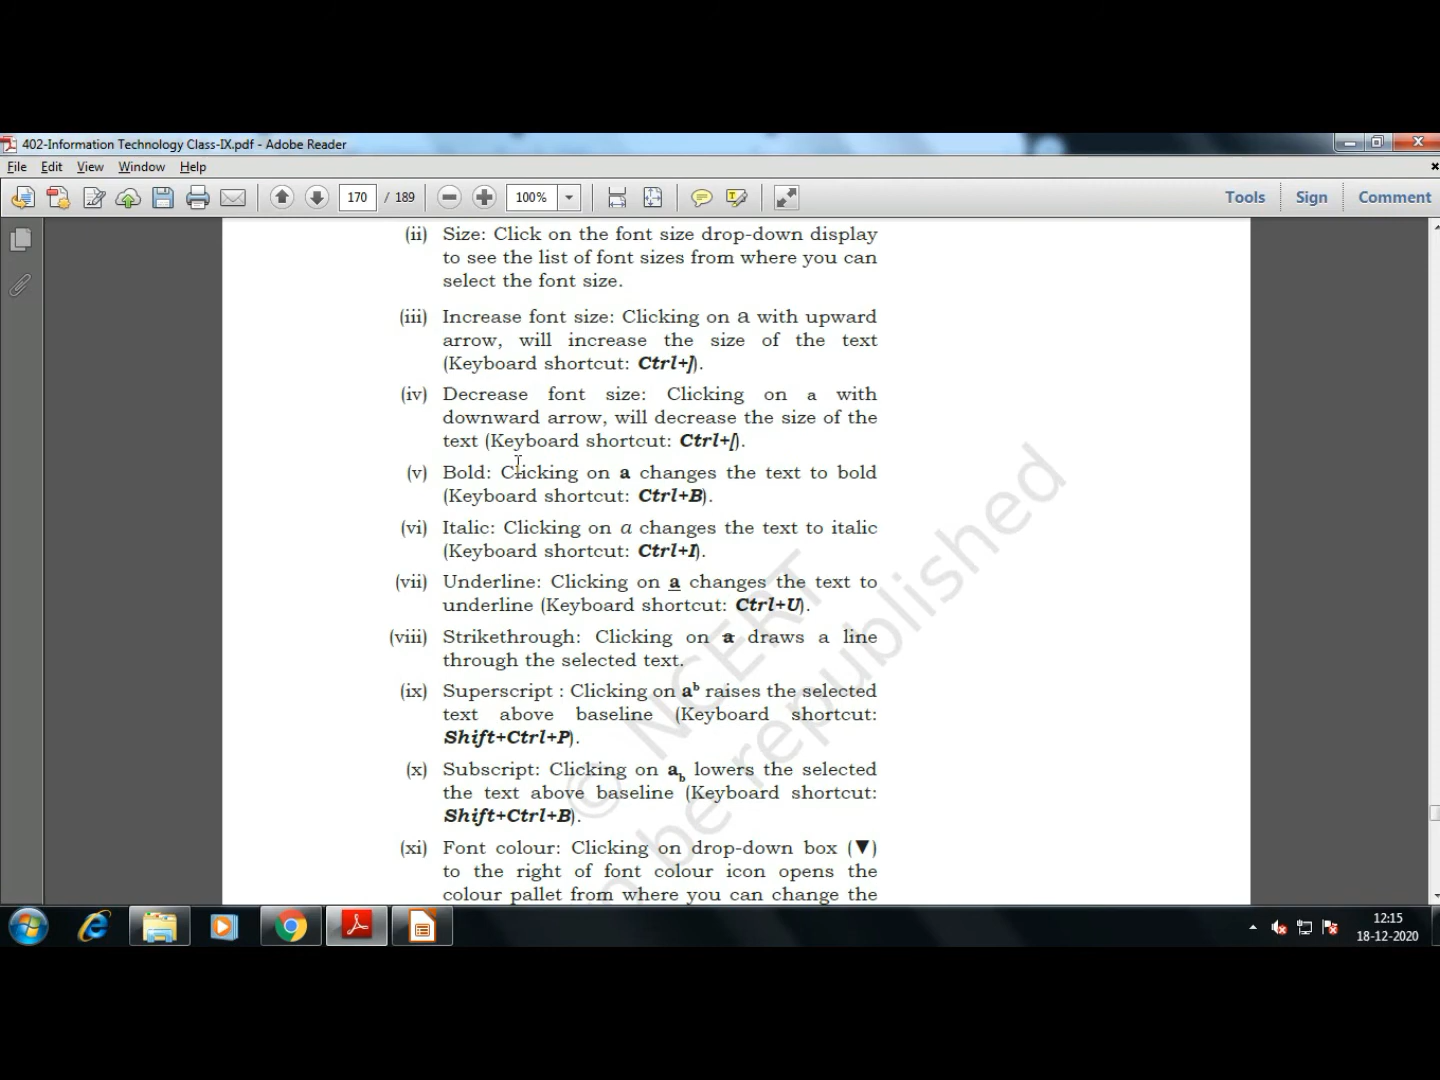 402-Information Technology Class-IX.pdf - Adobe Reader
File Edit View Window Help
170 / 189 100% Tools Sign Comment
(ii) Size: Click on the font size drop-down display
to see the list of font sizes from where you can
select the font size.
(iii) Increase font size: Clicking on a with upward
arrow, will increase the size of the text
(Keyboard shortcut: Ctrl+]).
(iv) Decrease font size: Clicking on a with
downward arrow, will decrease the size of the
text (Keyboard shortcut: Ctrl+[).
(v) Bold: Clicking on a changes the text to bold
(Keyboard shortcut: Ctrl+B).
(vi) Italic: Clicking on a changes the text to italic
(Keyboard shortcut: Ctrl+I).
(vii) Underline: Clicking on a changes the text to
underline (Keyboard shortcut: Ctrl+U).
(viii) Strikethrough: Clicking on a draws a line
through the selected text.
(ix) Superscript : Clicking on aᵇ raises the selected
text above baseline (Keyboard shortcut:
Shift+Ctrl+P).
(x) Subscript: Clicking on a b lowers the selected
the text above baseline (Keyboard shortcut:
Shift+Ctrl+B).
(xi) Font colour: Clicking on drop-down box (▼)
to the right of font colour icon opens the
colour pallet from where you can change the
© NCERT
be republished
12:15
18-12-2020